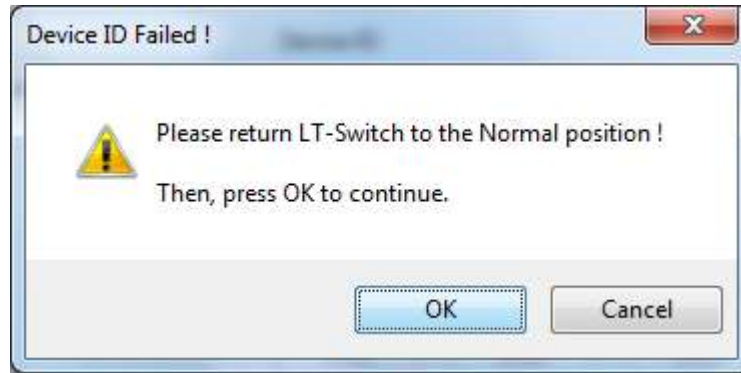 Device ID Failed !
Please return LT-Switch to the Normal position !
Then, press OK to continue.
OK
Cancel